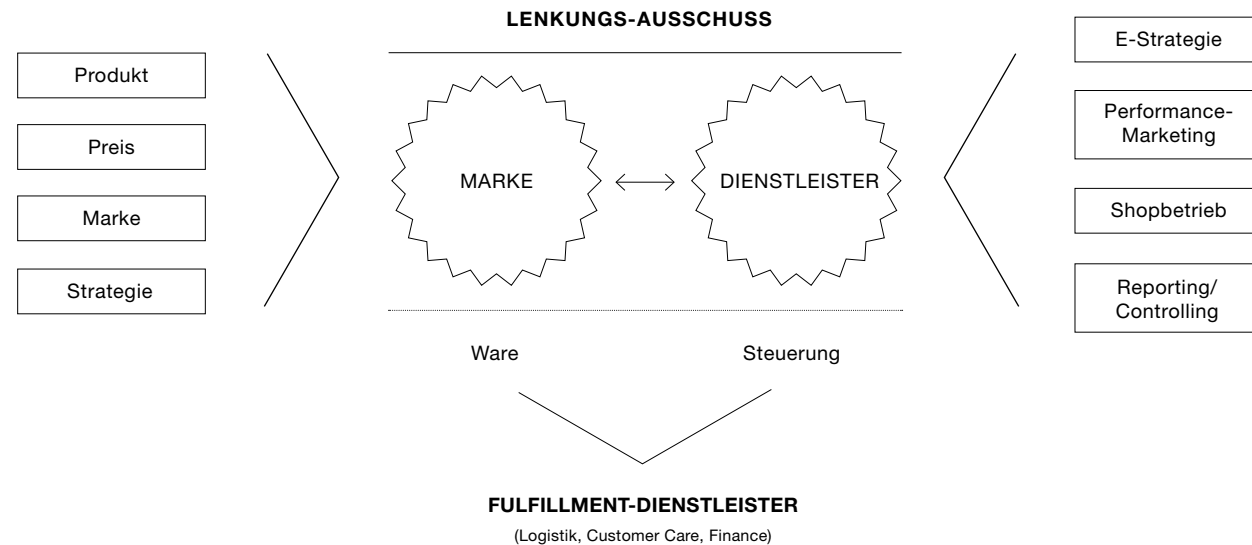 LENKUNGS-AUSSCHUSS
Produkt
Preis
Marke
Strategie
MARKE
DIENSTLEISTER
E-Strategie
Performance-
Marketing
Shopbetrieb
Reporting/
Controlling
Ware
Steuerung
FULFILLMENT-DIENSTLEISTER
(Logistik, Customer Care, Finance)